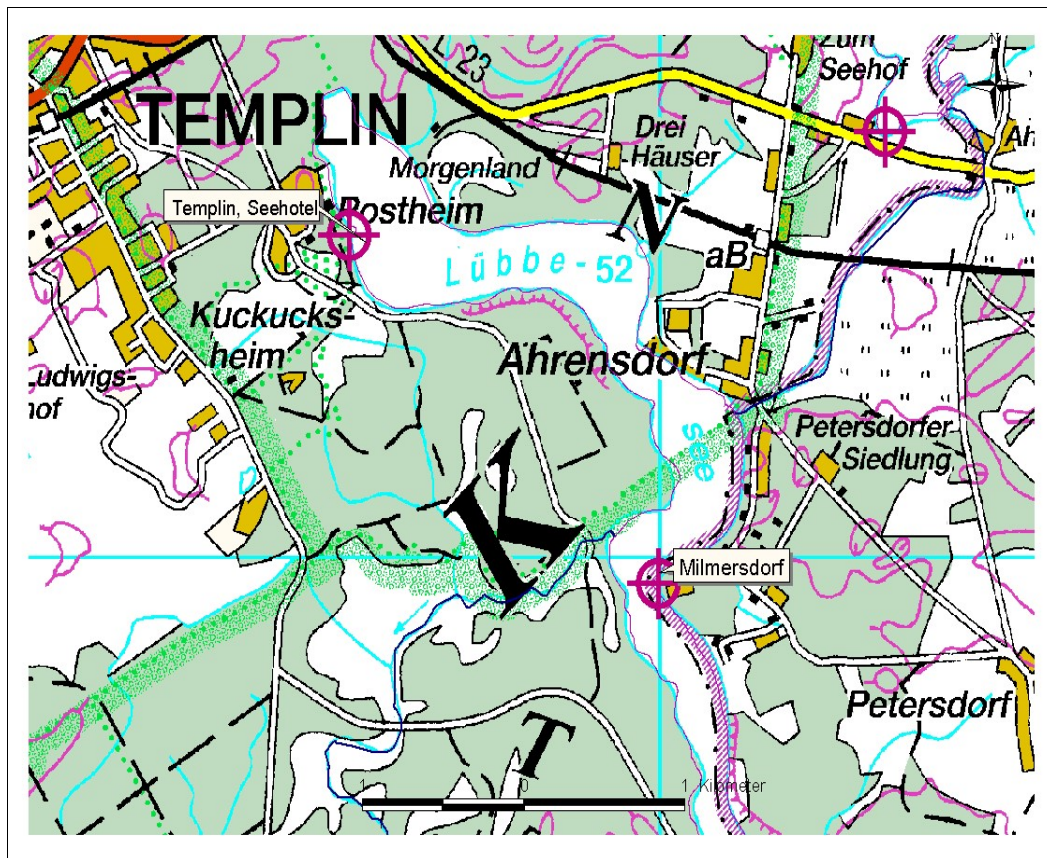 L 23
Zum
Seehof
TEMPLIN
Drei
-Häuser
Morgenland
Ah
Templin, Seehotel
Postheim
N
aB
Lübbe - 52
Kuckucks-
heim
Ahrensdorf
Ludwigs-
hof
see
Petersdorfer
Siedlung
K
Milmersdorf
Petersdorf
T
1
0
1 Kilometer